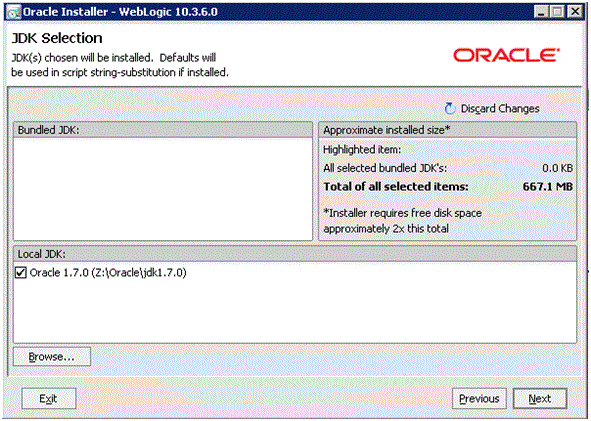 Oracle Installer - WebLogic 10.3.6.0
JDK Selection
JDK(s) chosen will be installed. Defaults will
be used in script string-substitution if installed.
ORACLE
Discard Changes
Bundled JDK:
Approximate installed size*
Highlighted item:
All selected bundled JDK's: 0.0 KB
Total of all selected items: 667.1 MB
*Installer requires free disk space
approximately 2x this total
Local JDK:
Oracle 1.7.0 (Z:\Oracle\jdk1.7.0)
Browse...
Exit
Previous
Next